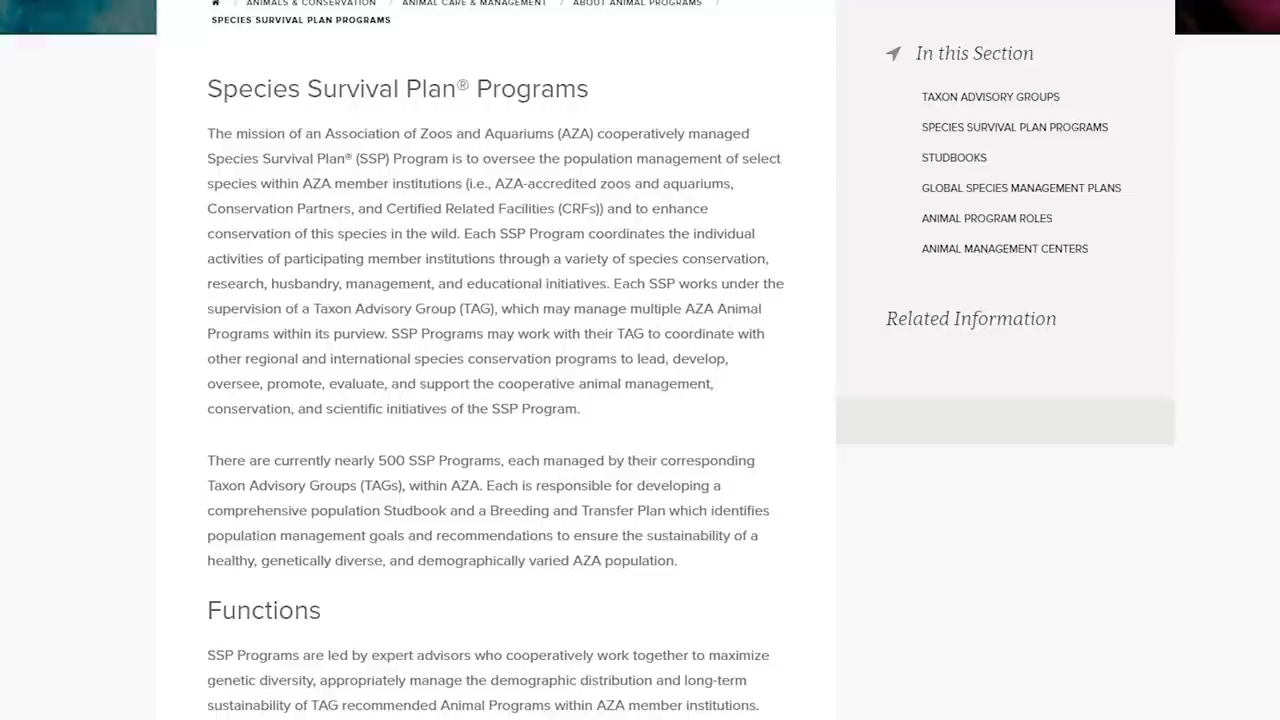 / ANIMALS & CONSERVATION / ANIMAL CARE & MANAGEMENT / ABOUT ANIMAL PROGRAMS /
SPECIES SURVIVAL PLAN PROGRAMS
Species Survival Plan® Programs
The mission of an Association of Zoos and Aquariums (AZA) cooperatively managed
Species Survival Plan® (SSP) Program is to oversee the population management of select
species within AZA member institutions (i.e., AZA-accredited zoos and aquariums,
Conservation Partners, and Certified Related Facilities (CRFs)) and to enhance
conservation of this species in the wild. Each SSP Program coordinates the individual
activities of participating member institutions through a variety of species conservation,
research, husbandry, management, and educational initiatives. Each SSP works under the
supervision of a Taxon Advisory Group (TAG), which may manage multiple AZA Animal
Programs within its purview. SSP Programs may work with their TAG to coordinate with
other regional and international species conservation programs to lead, develop,
oversee, promote, evaluate, and support the cooperative animal management,
conservation, and scientific initiatives of the SSP Program.
There are currently nearly 500 SSP Programs, each managed by their corresponding
Taxon Advisory Groups (TAGs), within AZA. Each is responsible for developing a
comprehensive population Studbook and a Breeding and Transfer Plan which identifies
population management goals and recommendations to ensure the sustainability of a
healthy, genetically diverse, and demographically varied AZA population.
Functions
SSP Programs are led by expert advisors who cooperatively work together to maximize
genetic diversity, appropriately manage the demographic distribution and long-term
sustainability of TAG recommended Animal Programs within AZA member institutions.
In this Section
TAXON ADVISORY GROUPS
SPECIES SURVIVAL PLAN PROGRAMS
STUDBOOKS
GLOBAL SPECIES MANAGEMENT PLANS
ANIMAL PROGRAM ROLES
ANIMAL MANAGEMENT CENTERS
Related Information